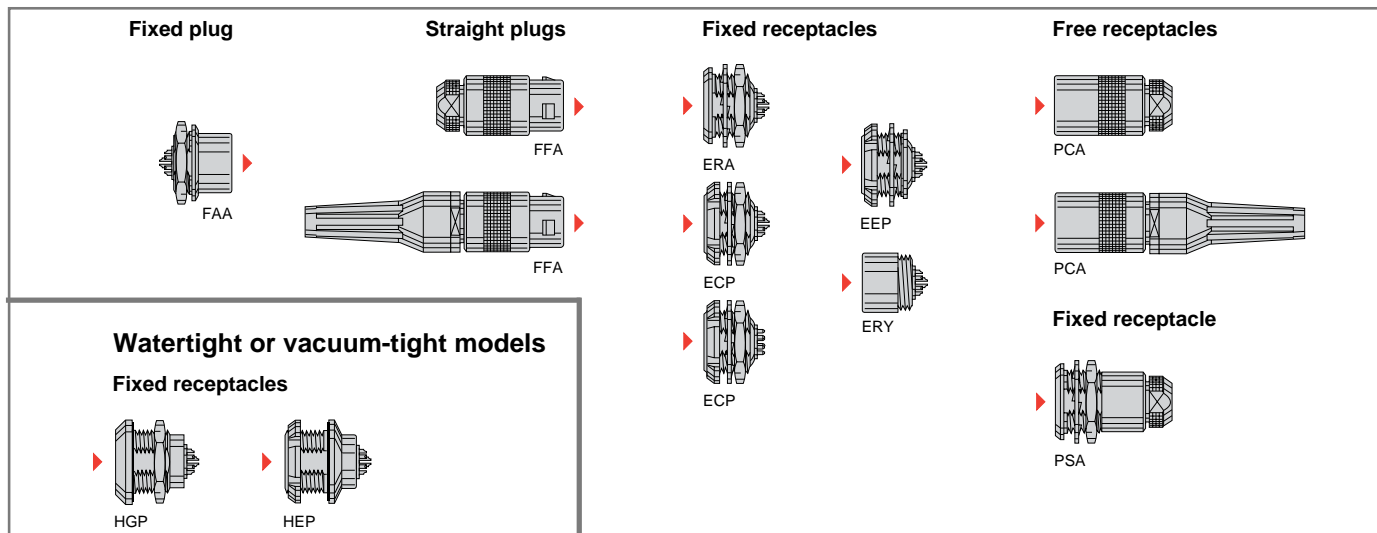 Fixed plug
Straight plugs
Fixed receptacles
Free receptacles
FFA
ERA
PCA
FAA
EEP
FFA
ECP
PCA
ERY
Fixed receptacle
Watertight or vacuum-tight models
Fixed receptacles
ECP
PSA
HGP
HEP